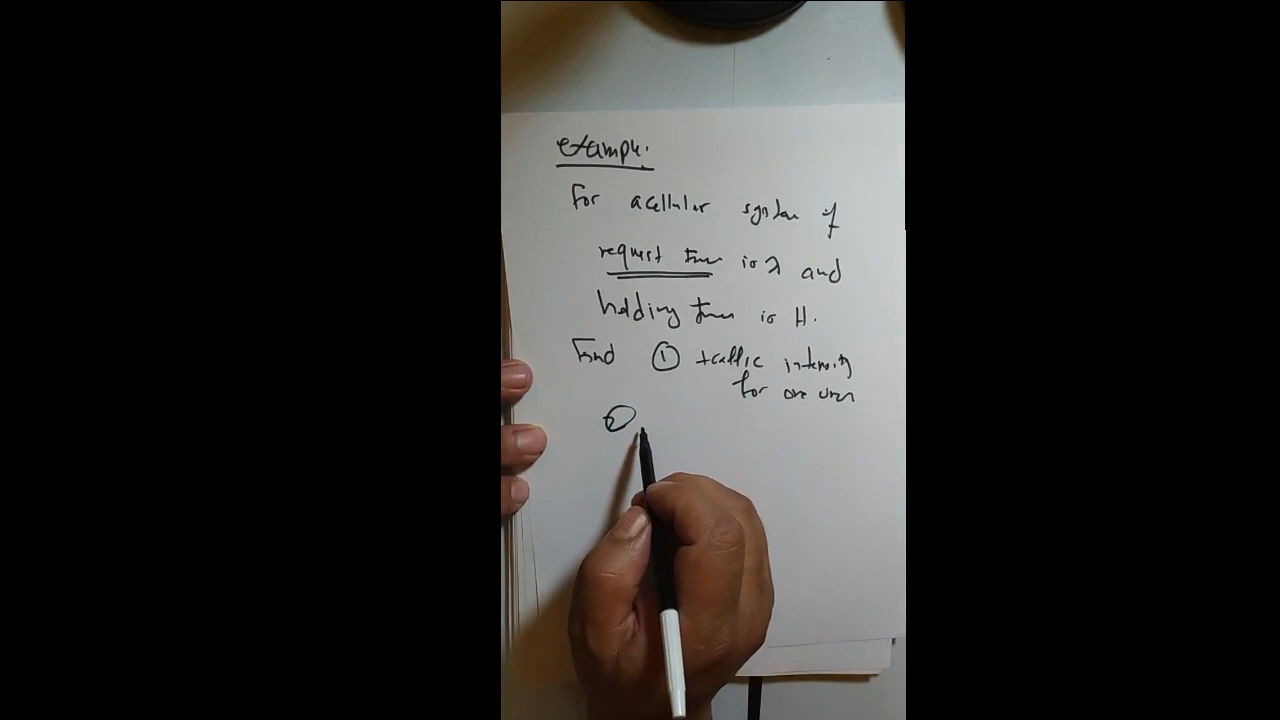 example:
For a cellular system if
request time is λ and
holding time is H.
Find ① traffic intensity
for one user
②